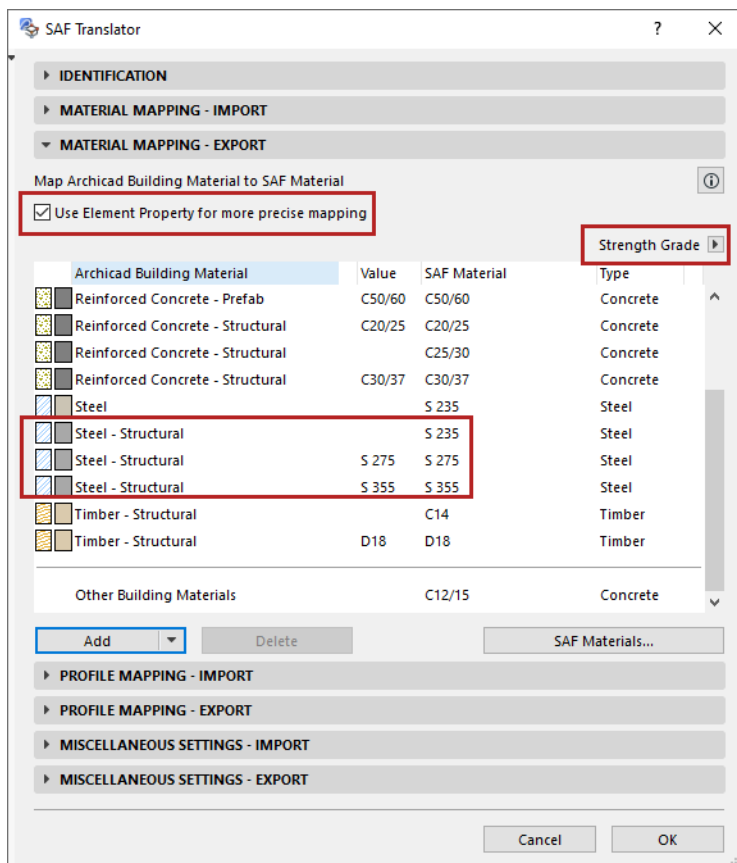 SAF Translator ?
IDENTIFICATION
MATERIAL MAPPING - IMPORT
MATERIAL MAPPING - EXPORT
Map Archicad Building Material to SAF Material
Use Element Property for more precise mapping
Strength Grade
Archicad Building Material Value SAF Material Type
Reinforced Concrete - Prefab C50/60 C50/60 Concrete
Reinforced Concrete - Structural C20/25 C20/25 Concrete
Reinforced Concrete - Structural C25/30 Concrete
Reinforced Concrete - Structural C30/37 C30/37 Concrete
Steel S 235 Steel
Steel - Structural S 235 Steel
Steel - Structural S 275 S 275 Steel
Steel - Structural S 355 S 355 Steel
Timber - Structural C14 Timber
Timber - Structural D18 D18 Timber
Other Building Materials C12/15 Concrete
Add Delete SAF Materials...
PROFILE MAPPING - IMPORT
PROFILE MAPPING - EXPORT
MISCELLANEOUS SETTINGS - IMPORT
MISCELLANEOUS SETTINGS - EXPORT
Cancel OK